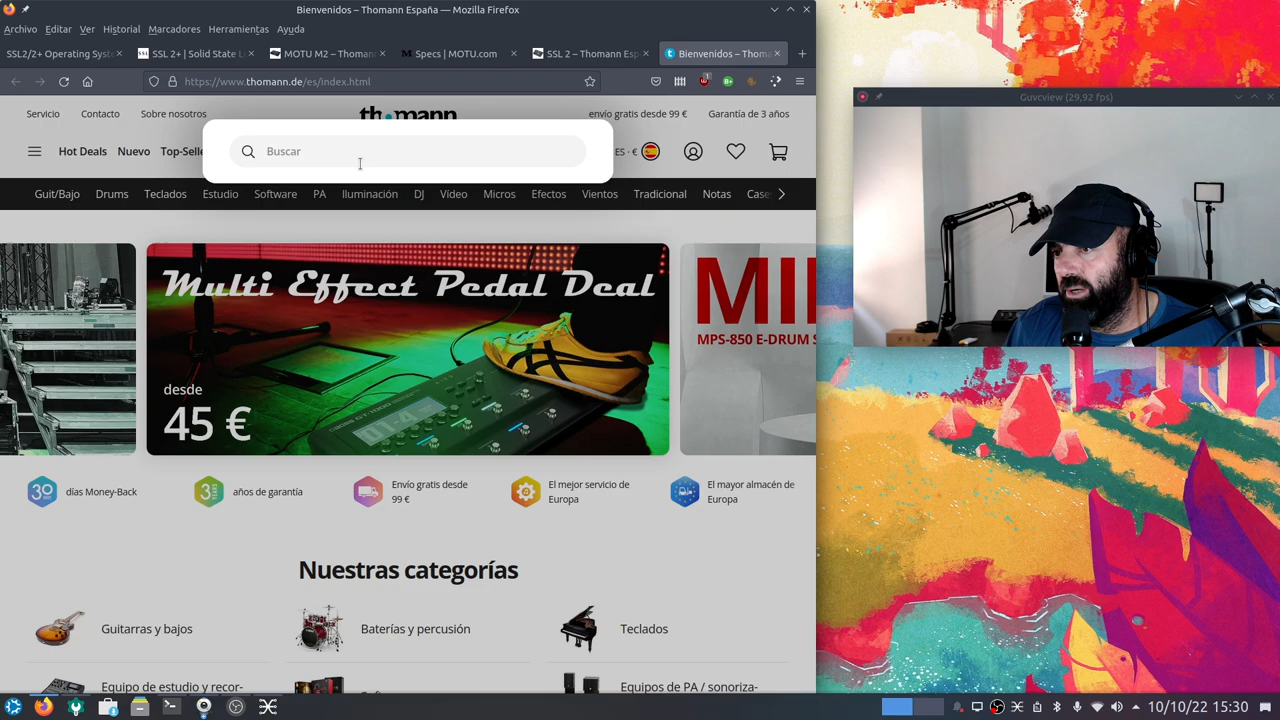 Bienvenidos – Thomann España — Mozilla Firefox
Archivo Editar Ver Historial Marcadores Herramientas Ayuda
SSL2/2+ Operating Syst
SSL 2+ | Solid State L
MOTU M2 – Thoman
Specs | MOTU.com
SSL 2 – Thomann Esp
Bienvenidos – Thoma
https://www.thomann.de/es/index.html
Servicio Contacto Sobre nosotros
th•mann
envío gratis desde 99 € Garantía de 3 años
Hot Deals Nuevo Top-Selle
Buscar
ES · €
Guit/Bajo Drums Teclados Estudio Software PA Iluminación DJ Vídeo Micros Efectos Vientos Tradicional Notas Case
Multi Effect Pedal Deal
desde
45 €
MIL
MPS-850 E-DRUM S
30 días Money-Back
3 años de garantía
Envío gratis desde
99 €
El mejor servicio de
Europa
El mayor almacén de
Europa
Nuestras categorías
Guitarras y bajos
Baterías y percusión
Teclados
Equipo de estudio y recor-
Equipos de PA / sonoriza-
Guvcview (29,92 fps)
10/10/22 15:30